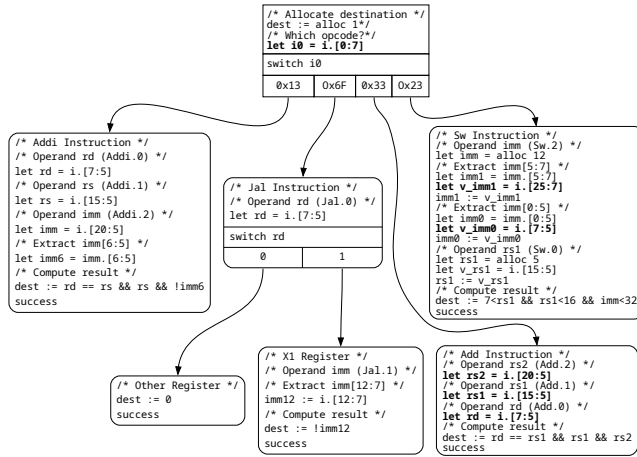 /* Allocate destination */
dest := alloc 1*/
/* Which opcode?*/
let i0 = i.[0:7]
switch i0
0x13 0x6F 0x33 0x23
/* Addi Instruction */
/* Operand rd (Addi.0)
let rd = i.[7:5]
/* Operand rs (Addi.1)
let rs = i.[15:5]
/* Operand imm (Addi.2)
let imm = i.[20:5]
/* Extract imm[6:5] */
let imm6 = imm.[6:5]
/* Compute result */
dest := rd == rs && rs && !imm6
success
/* Jal Instruction */
/* Operand rd (Jal.0) */
let rd = i.[7:5]
switch rd
0 1
/* Sw Instruction */
/* Operand imm (Sw.2)
let imm = alloc 12
/* Extract imm[5:7] */
let imm1 = imm.[5:7]
let v_imm1 = i.[25:7]
imm1 := v_imm1
/* Extract imm[0:5] */
let imm0 = imm.[0:5]
let v_imm0 = i.[7:5]
imm0 := v_imm0
/* Operand rs1 (Sw.0)
let rs1 = alloc 5
let v_rs1 = i.[15:5]
rs1 := v_rs1
/* Compute result */
dest := 7<rs1 && rs1<16 && imm<32
success
/* Other Register */
dest := 0
success
/* X1 Register */
/* Operand imm (Jal.1)
/* Extract imm[12:7] */
imm12 := i.[12:7]
/* Compute result */
dest := !imm12
success
/* Add Instruction */
/* Operand rs2 (Add.2)
let rs2 = i.[20:5]
/* Operand rs1 (Add.1)
let rs1 = i.[15:5]
/* Operand rd (Add.0)
let rd = i.[7:5]
/* Compute result */
dest := rd == rs1 && rs1 && rs2
success